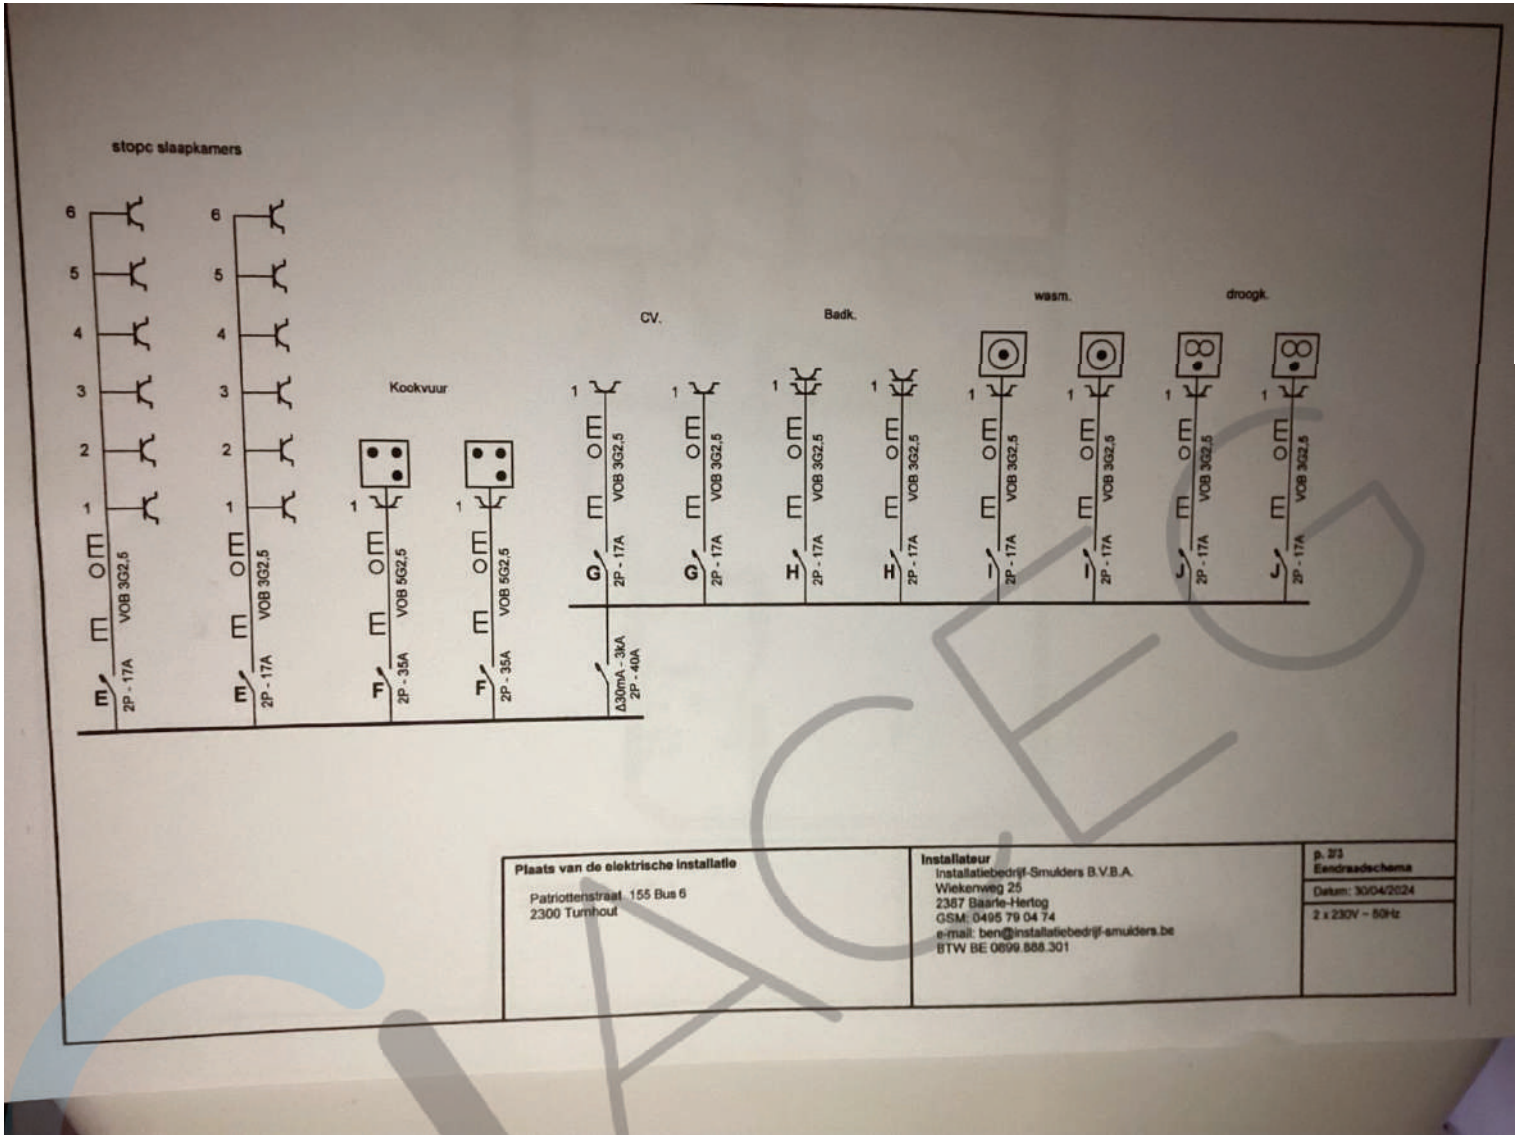 stopc slaapkamers
6
5
4
3
2
1
VOB 3G2,5
E
2P - 17A
6
5
4
3
2
1
VOB 3G2,5
E
2P - 17A
Kookvuur
1
VOB 5G2,5
F
2P - 35A
1
VOB 5G2,5
F
2P - 35A
CV.
1
VOB 3G2,5
G
2P - 17A
Δ30mA - 3kA
2P - 40A
1
VOB 3G2,5
G
2P - 17A
Badk.
1
VOB 3G2,5
H
2P - 17A
1
VOB 3G2,5
H
2P - 17A
wasm.
1
VOB 3G2,5
I
2P - 17A
1
VOB 3G2,5
I
2P - 17A
droogk.
1
VOB 3G2,5
J
2P - 17A
1
VOB 3G2,5
J
2P - 17A
Plaats van de elektrische installatie
Patriottenstraat 155 Bus 6
2300 Turnhout
Installateur
Installatiebedrijf-Smulders B.V.B.A.
Wiekenweg 25
2387 Baarle-Hertog
GSM: 0495 79 04 74
e-mail: ben@installatiebedrijf-smulders.be
BTW BE 0899.888.301
p. 2/3
Eendraadschema
Datum: 30/04/2024
2 x 230V ~ 50Hz
ACEG